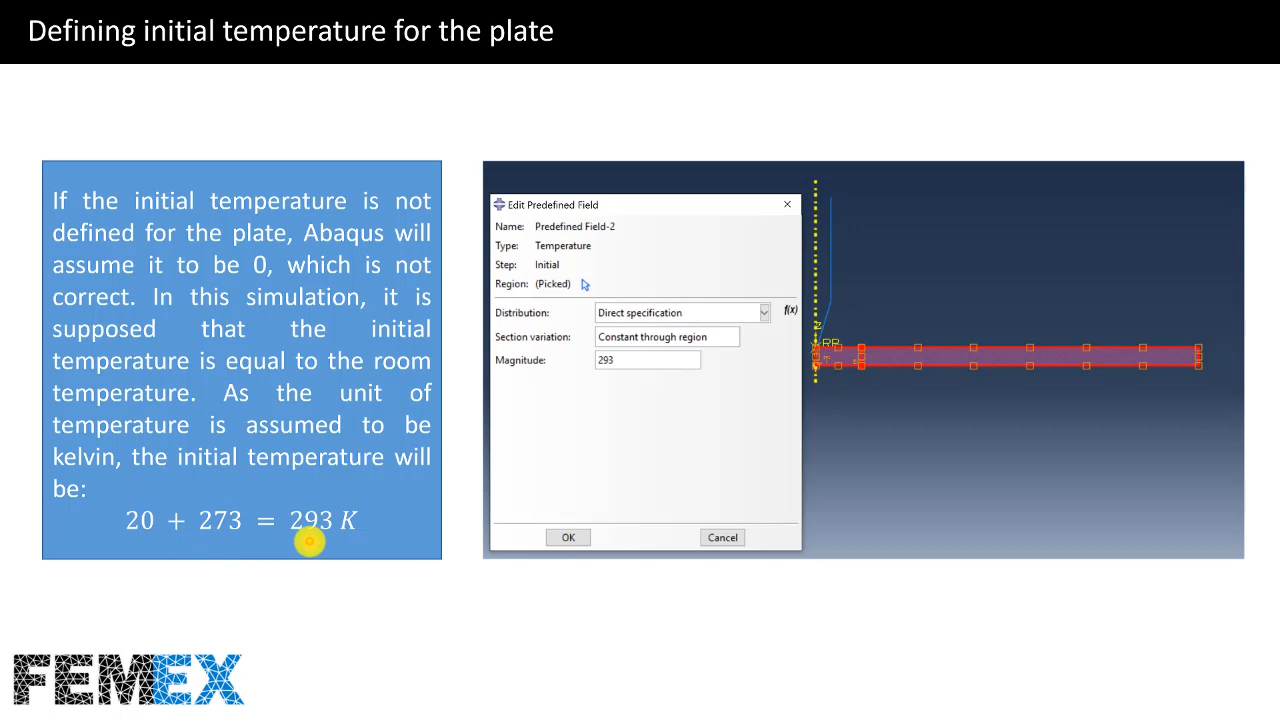 Defining initial temperature for the plate
If the initial temperature is not
defined for the plate, Abaqus will
assume it to be 0, which is not
correct. In this simulation, it is
supposed that the initial
temperature is equal to the room
temperature. As the unit of
temperature is assumed to be
kelvin, the initial temperature will
be:
20 + 273 = 293 K
Edit Predefined Field
Name: Predefined Field-2
Type: Temperature
Step: Initial
Region: (Picked)
Distribution: Direct specification f(x)
Section variation: Constant through region
Magnitude: 293
OK Cancel
Z
RP
FEMEX